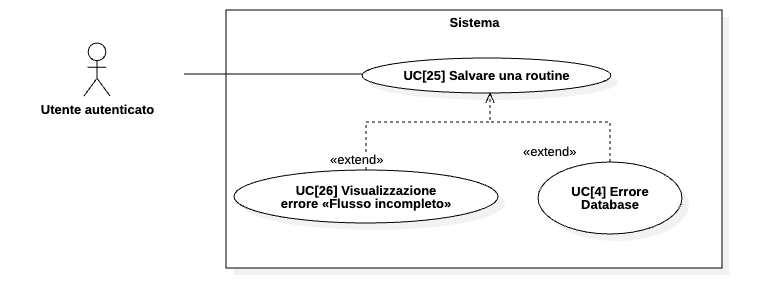 Sistema
UC[25] Salvare una routine
Utente autenticato
«extend»
«extend»
UC[26] Visualizzazione
errore «Flusso incompleto»
UC[4] Errore
Database